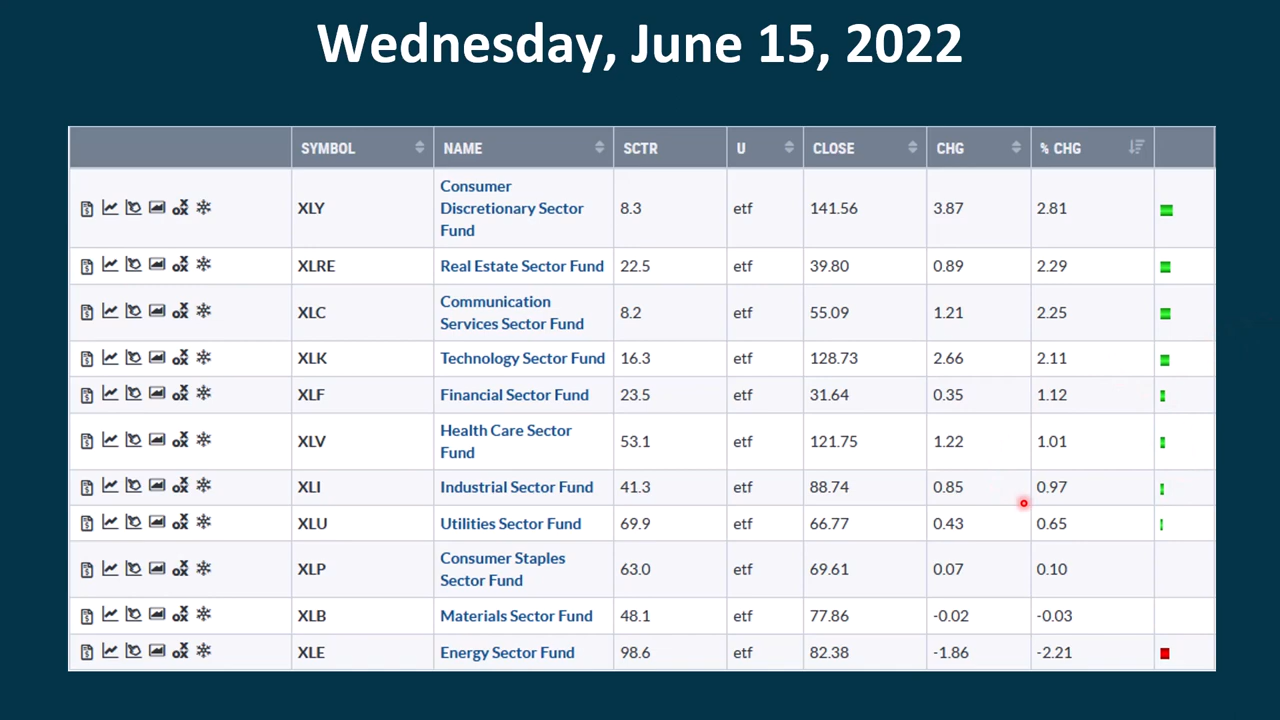 Wednesday, June 15, 2022
SYMBOL NAME SCTR U CLOSE CHG % CHG
XLY Consumer Discretionary Sector Fund 8.3 etf 141.56 3.87 2.81
XLRE Real Estate Sector Fund 22.5 etf 39.80 0.89 2.29
XLC Communication Services Sector Fund 8.2 etf 55.09 1.21 2.25
XLK Technology Sector Fund 16.3 etf 128.73 2.66 2.11
XLF Financial Sector Fund 23.5 etf 31.64 0.35 1.12
XLV Health Care Sector Fund 53.1 etf 121.75 1.22 1.01
XLI Industrial Sector Fund 41.3 etf 88.74 0.85 0.97
XLU Utilities Sector Fund 69.9 etf 66.77 0.43 0.65
XLP Consumer Staples Sector Fund 63.0 etf 69.61 0.07 0.10
XLB Materials Sector Fund 48.1 etf 77.86 -0.02 -0.03
XLE Energy Sector Fund 98.6 etf 82.38 -1.86 -2.21